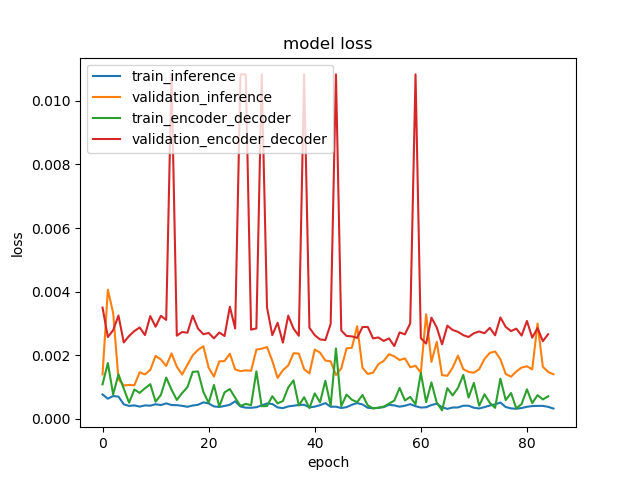 model loss
train_inference
validation_inference
train_encoder_decoder
validation_encoder_decoder
0.010
0.008
0.006
0.004
0.002
0.000
loss
0 20 40 60 80
epoch